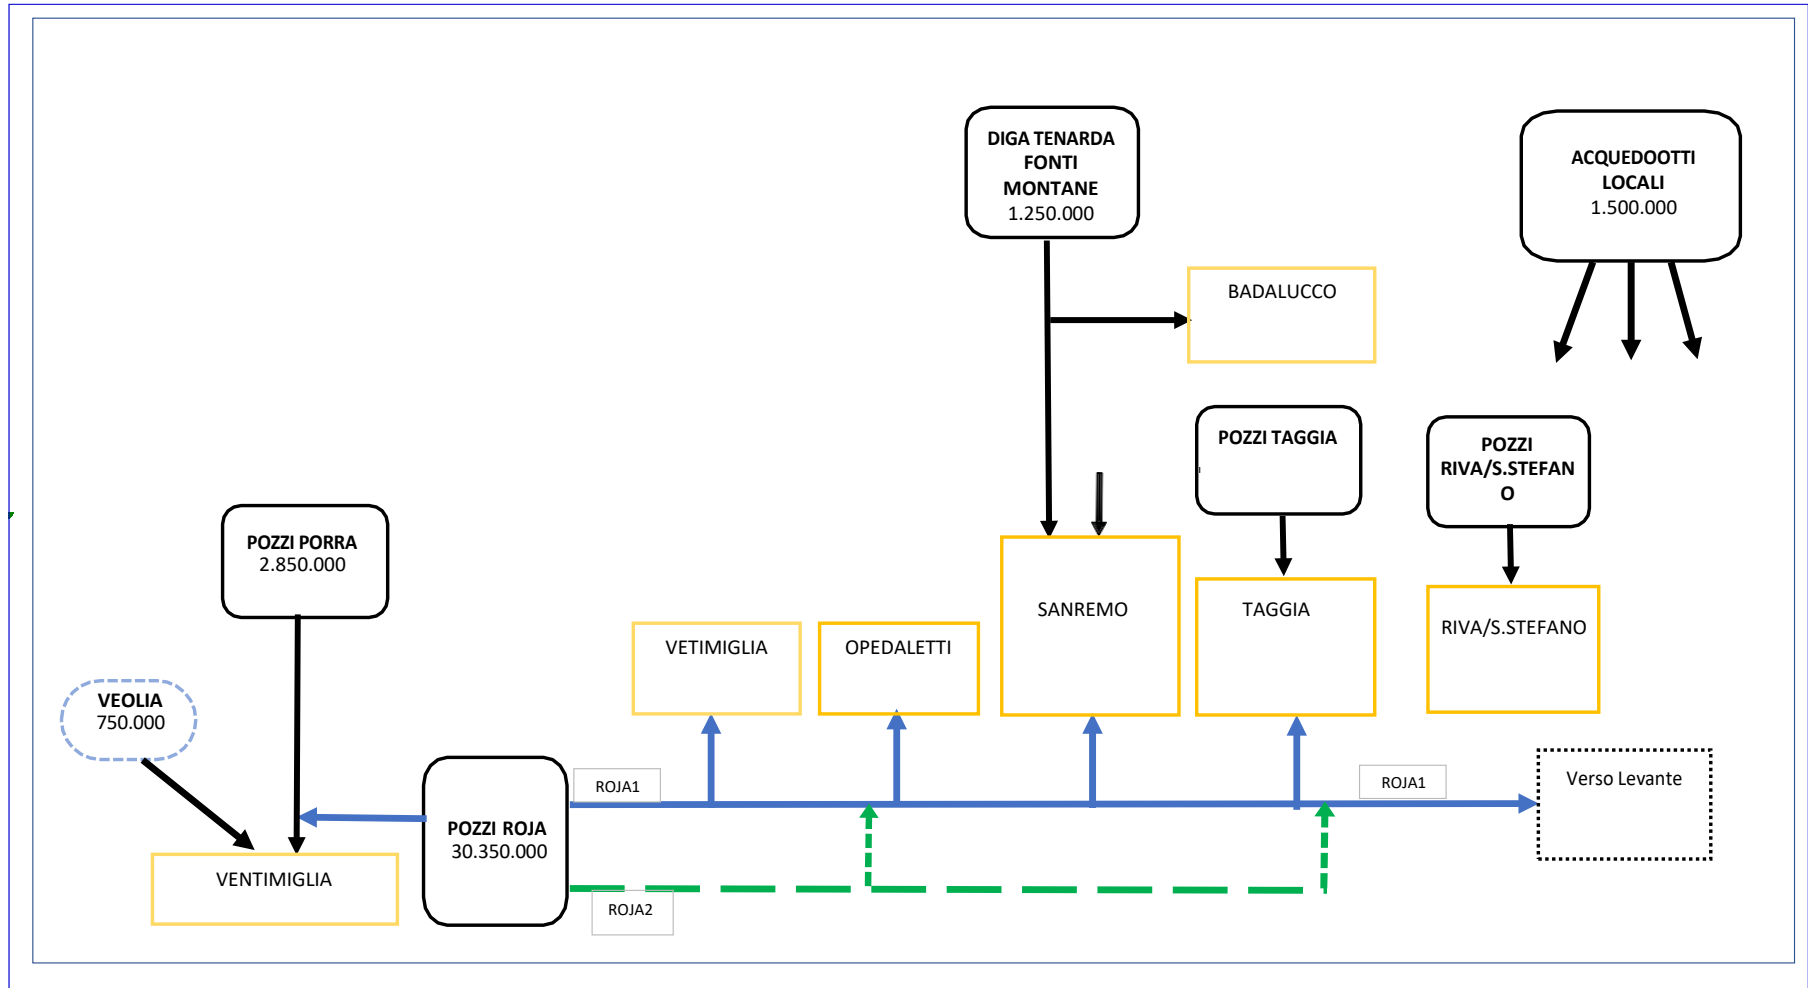 DIGA TENARDA
FONTI
MONTANE
1.250.000
ACQUEDOOTTI
LOCALI
1.500.000
BADALUCCO
POZZI TAGGIA
POZZI
RIVA/S.STEFAN
O
POZZI PORRA
2.850.000
SANREMO
TAGGIA
RIVA/S.STEFANO
VETIMIGLIA
OPEDALETTI
VEOLIA
750.000
ROJA1
ROJA1
Verso Levante
POZZI ROJA
30.350.000
VENTIMIGLIA
ROJA2